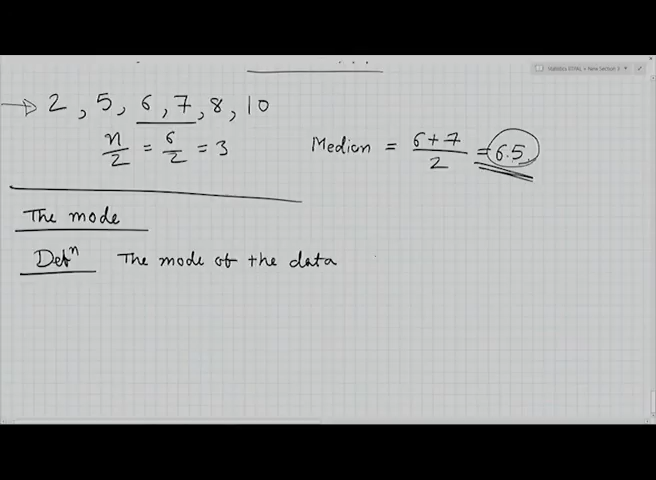 2, 5, 6, 7, 8, 10
n/2 = 6/2 = 3
Median = (6+7)/2 = 6.5
The mode
Defⁿ The mode of the data